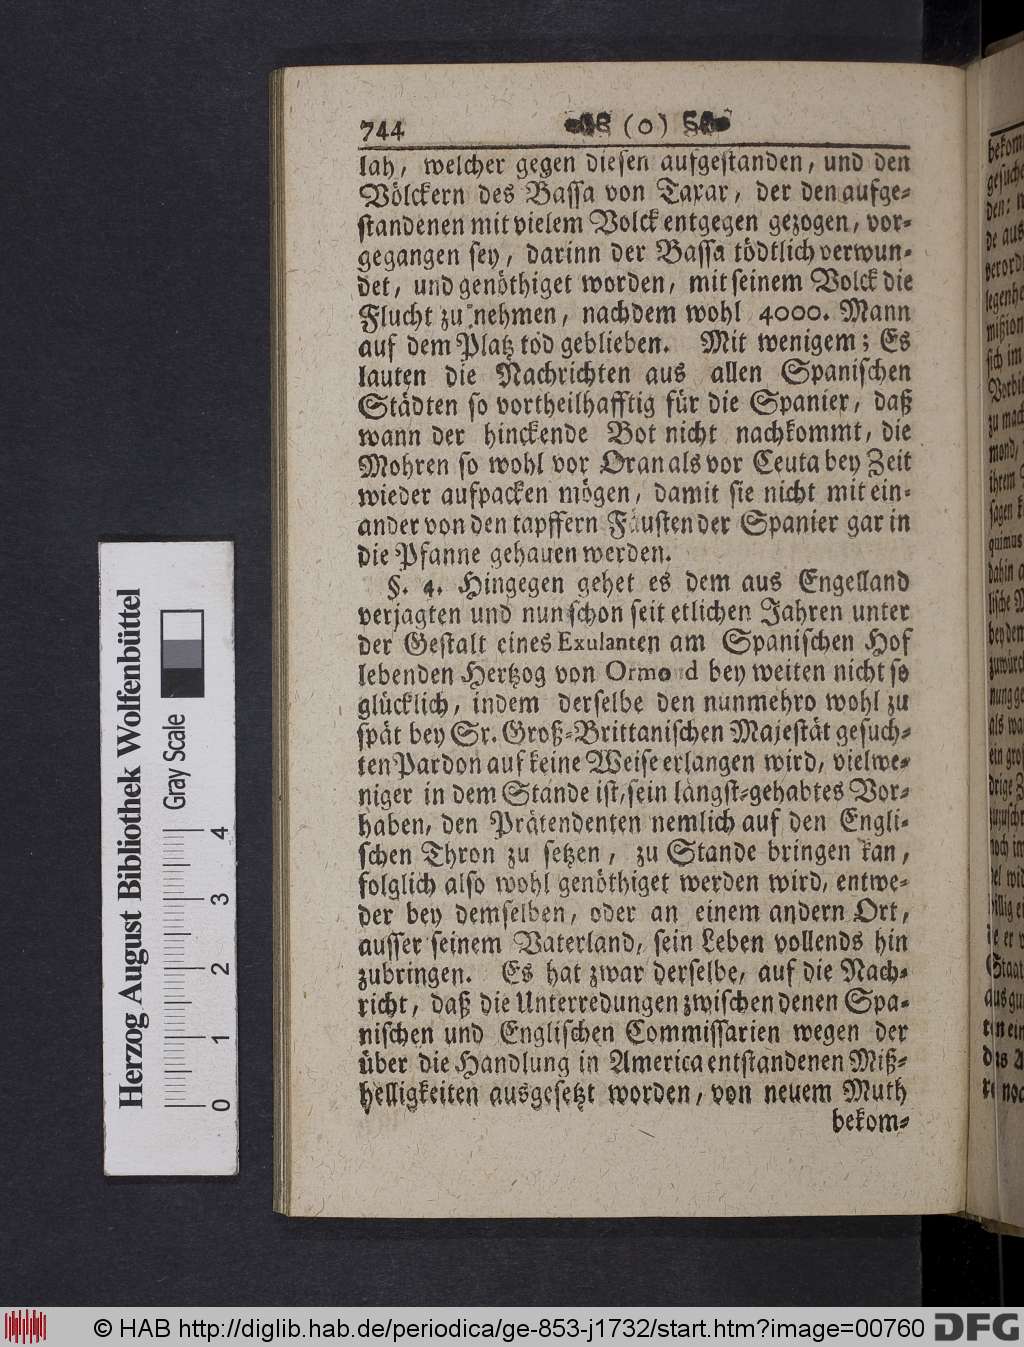 744 (0)
lah, welcher gegen diesen aufgestanden, und den
Völckern des Bassa von Taxar, der den aufge-
standenen mit vielem Volck entgegen gezogen, vor-
gegangen sey, darinn der Bassa tödtlich verwun-
det, und genöthiget worden, mit seinem Volck die
Flucht zu nehmen, nachdem wohl 4000. Mann
auf dem Platz tod geblieben. Mit wenigem; Es
lauten die Nachrichten aus allen Spanischen
Städten so vortheilhafftig für die Spanier, daß
wann der hinckende Bot nicht nachkommt, die
Mohren so wohl vor Oran als vor Ceuta bey Zeit
wieder aufpacken mögen, damit sie nicht mit ein-
ander von den tapffern Fäusten der Spanier gar in
die Pfanne gehauen werden.
§. 4. Hingegen gehet es dem aus Engelland
verjagten und nun schon seit etlichen Jahren unter
der Gestalt eines Exulanten am Spanischen Hof
lebenden Hertzog von Ormond bey weiten nicht so
glücklich, indem derselbe den nunmehro wohl zu
spät bey Sr. Groß-Brittanischen Majestät gesuch-
ten Pardon auf keine Weise erlangen wird, vielwe-
niger in dem Stande ist, sein längst-gehabtes Vor-
haben, den Prätendenten nemlich auf den Engli-
schen Thron zu setzen, zu Stande bringen kan,
folglich also wohl genöthiget werden wird, entwe-
der bey demselben, oder an einem andern Ort,
ausser seinem Vaterland, sein Leben vollends hin
zubringen. Es hat zwar derselbe, auf die Nach-
richt, daß die Unterredungen zwischen denen Spa-
nischen und Englischen Commissarien wegen der
über die Handlung in America entstandenen Miß-
helligkeiten ausgesetzt worden, von neuem Muth
bekom-
Herzog August Bibliothek Wolfenbüttel
Gray Scale
0 1 2 3 4
© HAB http://diglib.hab.de/periodica/ge-853-j1732/start.htm?image=00760
DFG